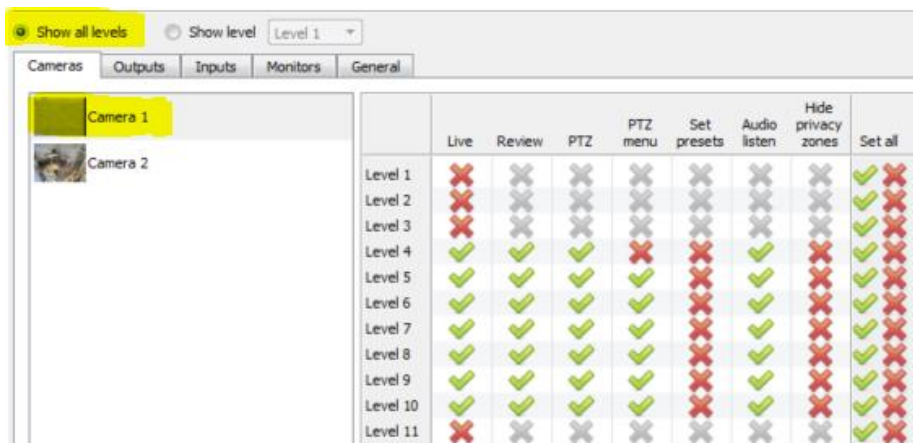 Show all levels Show level Level 1
Cameras Outputs Inputs Monitors General
Camera 1
Camera 2
Live Review PTZ PTZ menu Set presets Audio listen Hide privacy zones Set all
Level 1
Level 2
Level 3
Level 4
Level 5
Level 6
Level 7
Level 8
Level 9
Level 10
Level 11